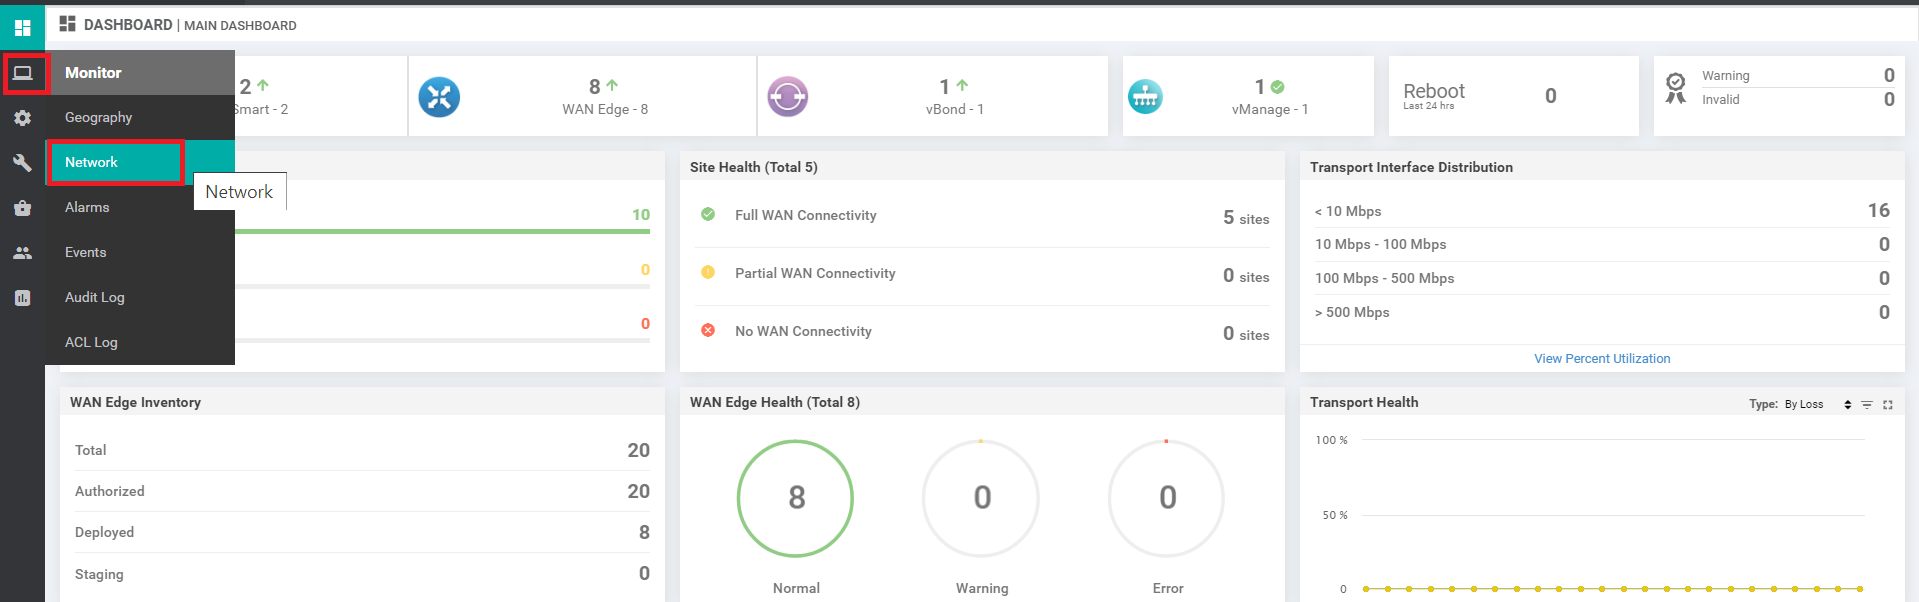 DASHBOARD | MAIN DASHBOARD
Monitor
Geography
Network
Network
Alarms
Events
Audit Log
ACL Log
2
Smart - 2
8
WAN Edge - 8
1
vBond - 1
1
vManage - 1
Reboot
Last 24 hrs
0
Warning 0
Invalid 0
10
0
0
Site Health (Total 5)
Full WAN Connectivity 5 sites
Partial WAN Connectivity 0 sites
No WAN Connectivity 0 sites
Transport Interface Distribution
< 10 Mbps 16
10 Mbps - 100 Mbps 0
100 Mbps - 500 Mbps 0
> 500 Mbps 0
View Percent Utilization
WAN Edge Inventory
Total 20
Authorized 20
Deployed 8
Staging 0
WAN Edge Health (Total 8)
8 0 0
Normal Warning Error
Transport Health
Type: By Loss
100 %
50 %
0